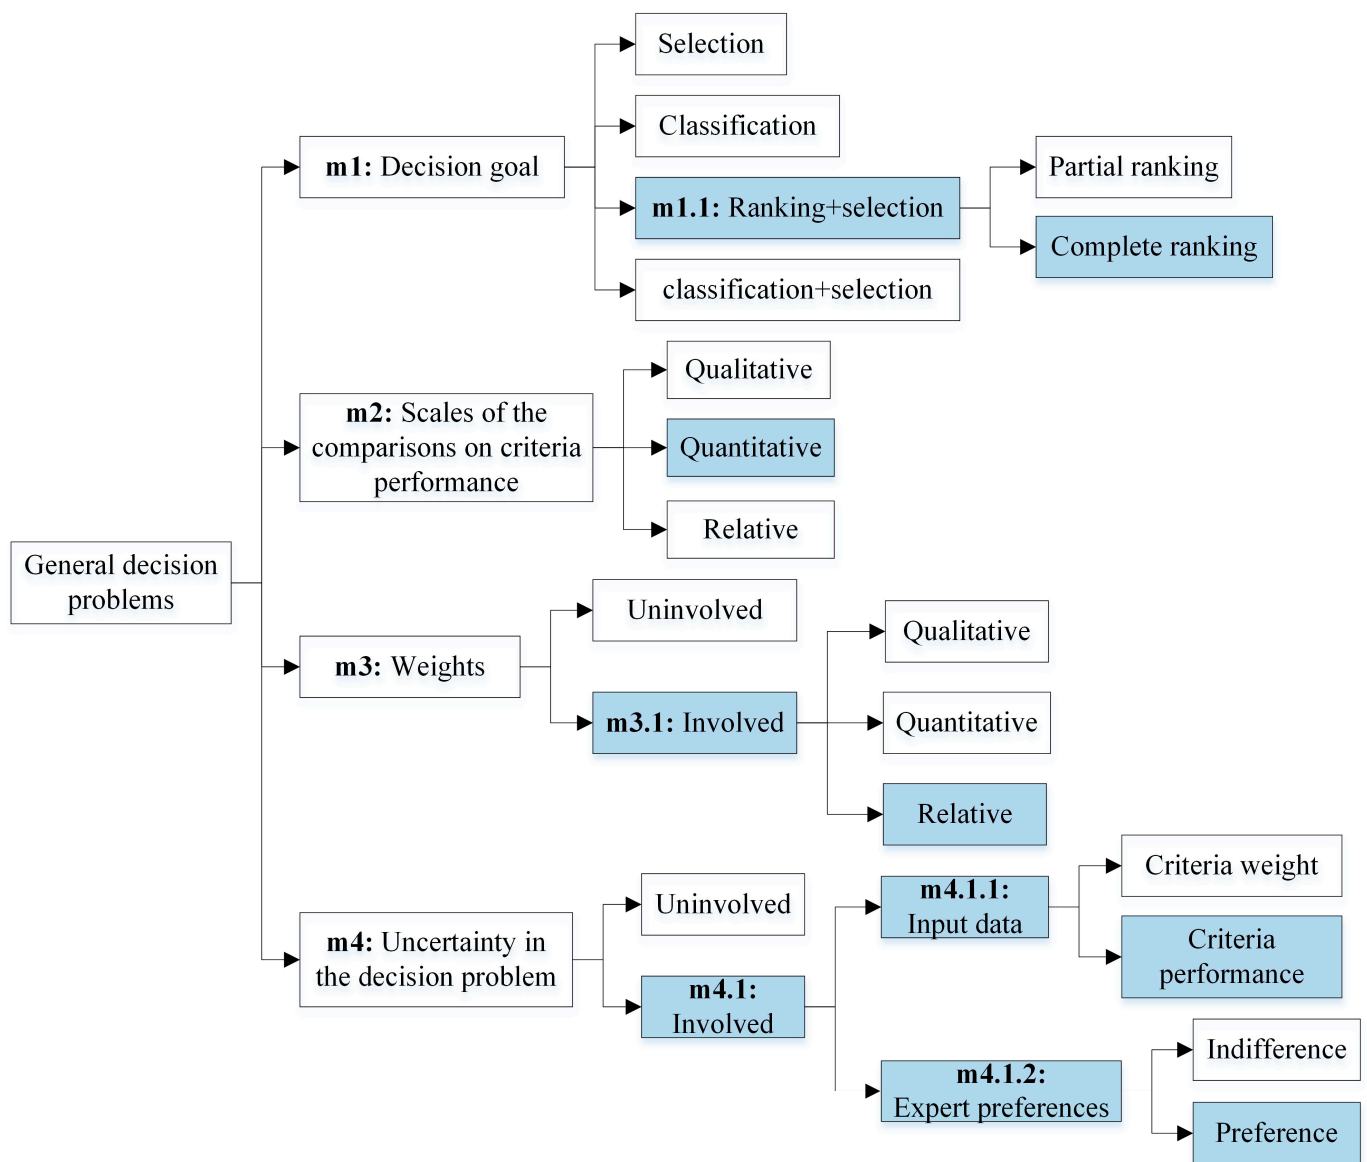 General decision
problems
m1: Decision goal
Selection
Classification
m1.1: Ranking+selection
Partial ranking
Complete ranking
classification+selection
m2: Scales of the
comparisons on criteria
performance
Qualitative
Quantitative
Relative
m3: Weights
Uninvolved
m3.1: Involved
Qualitative
Quantitative
Relative
m4: Uncertainty in
the decision problem
Uninvolved
m4.1:
Involved
m4.1.1:
Input data
Criteria weight
Criteria
performance
m4.1.2:
Expert preferences
Indifference
Preference